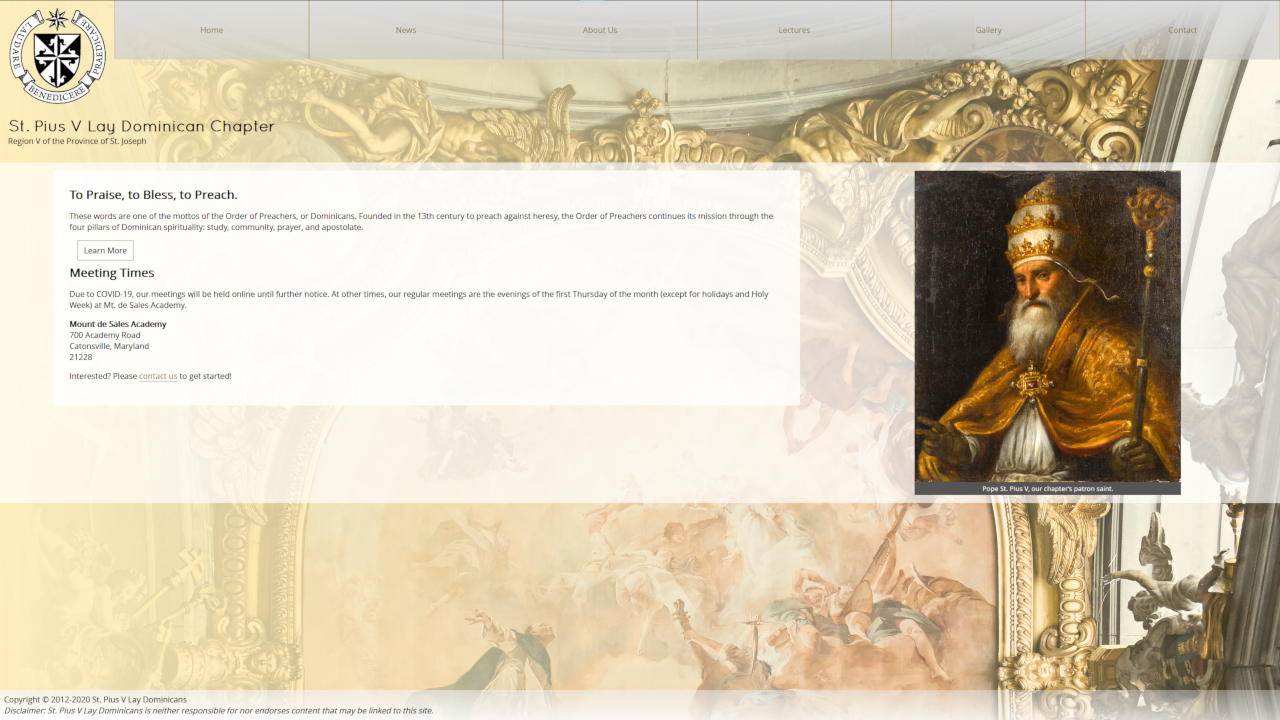 LAUDARE BENEDICERE PRAEDICARE
Home
News
About Us
Lectures
Gallery
Contact
St. Pius V Lay Dominican Chapter
Region V of the Province of St. Joseph
To Praise, to Bless, to Preach.
These words are one of the mottos of the Order of Preachers, or Dominicans. Founded in the 13th century to preach against heresy, the Order of Preachers continues its mission through the
four pillars of Dominican spirituality: study, community, prayer, and apostolate.
Learn More
Meeting Times
Due to COVID-19, our meetings will be held online until further notice. At other times, our regular meetings are the evenings of the first Thursday of the month (except for holidays and Holy
Week) at Mt. de Sales Academy.
Mount de Sales Academy
700 Academy Road
Catonsville, Maryland
21228
Interested? Please contact us to get started!
Pope St. Pius V, our chapter's patron saint.
Copyright © 2012-2020 St. Pius V Lay Dominicans
Disclaimer: St. Pius V Lay Dominicans is neither responsible for nor endorses content that may be linked to this site.